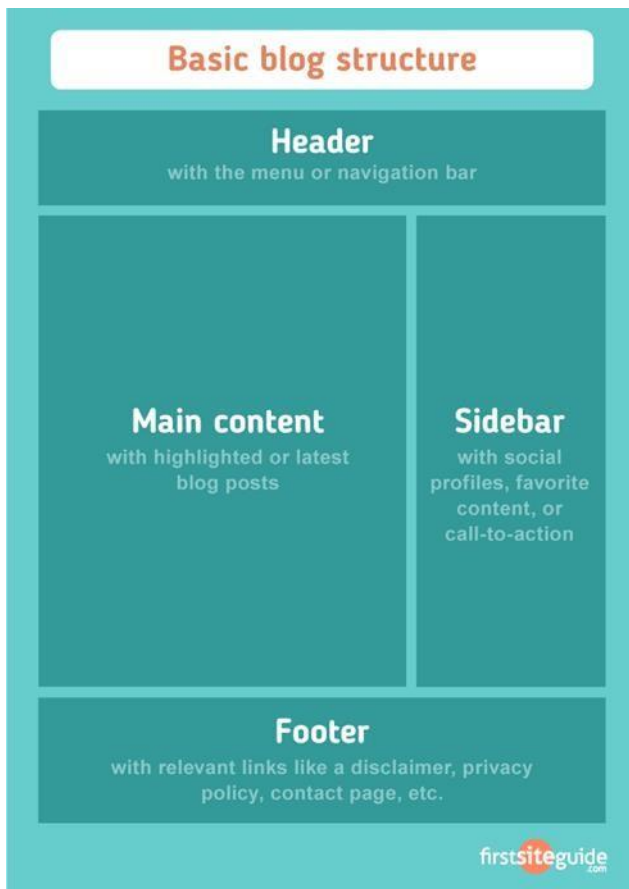 Basic blog structure
Header
with the menu or navigation bar
Main content
with highlighted or latest
blog posts
Sidebar
with social
profiles, favorite
content, or
call-to-action
Footer
with relevant links like a disclaimer, privacy
policy, contact page, etc.
firstsiteguide
.com